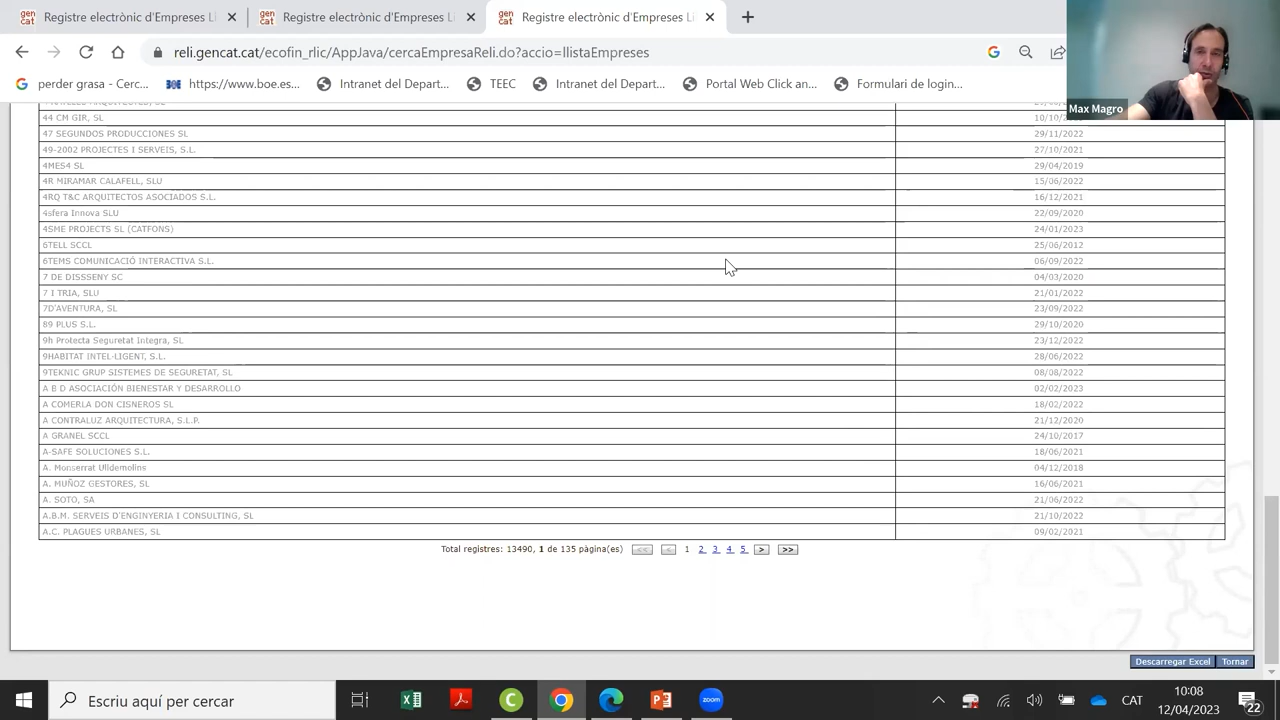 gen cat Registre electrònic d'Empreses Li × gen cat Registre electrònic d'Empreses Li × gen cat Registre electrònic d'Empreses Li × +
reli.gencat.cat/ecofin_rlic/AppJava/cercaEmpresaReli.do?accio=llistaEmpreses
perder grasa - Cerc... https://www.boe.es... Intranet del Depart... TEEC Intranet del Depart... Portal Web Click an... Formulari de login...
Max Magro
44 CM GIR, SL
47 SEGUNDOS PRODUCCIONES SL 29/11/2022
49-2002 PROJECTES I SERVEIS, S.L. 27/10/2021
4MES4 SL 29/04/2019
4R MIRAMAR CALAFELL, SLU 15/06/2022
4RQ T&C ARQUITECTOS ASOCIADOS S.L. 16/12/2021
4sfera Innova SLU 22/09/2020
4SME PROJECTS SL (CATFONS) 24/01/2023
6TELL SCCL 25/06/2012
6TEMS COMUNICACIÓ INTERACTIVA S.L. 06/09/2022
7 DE DISSSENY SC 04/03/2020
7 I TRIA, SLU 21/01/2022
7D'AVENTURA, SL 23/09/2022
89 PLUS S.L. 29/10/2020
9h Protecta Seguretat Integra, SL 23/12/2022
9HABITAT INTEL·LIGENT, S.L. 28/06/2022
9TEKNIC GRUP SISTEMES DE SEGURETAT, SL 08/08/2022
A B D ASOCIACIÓN BIENESTAR Y DESARROLLO 02/02/2023
A COMERLA DON CISNEROS SL 18/02/2022
A CONTRALUZ ARQUITECTURA, S.L.P. 21/12/2020
A GRANEL SCCL 24/10/2017
A-SAFE SOLUCIONES S.L. 18/06/2021
A. Monserrat Ulldemolins 04/12/2018
A. MUÑOZ GESTORES, SL 16/06/2021
A. SOTO, SA 21/06/2022
A.B.M. SERVEIS D'ENGINYERIA I CONSULTING, SL 21/10/2022
A.C. PLAGUES URBANES, SL 09/02/2021
Total registres: 13490, 1 de 135 pàgina(es) << < 1 2 3 4 5 > >>
Descarregar Excel Tornar
Escriu aquí per cercar zoom CAT 10:08
12/04/2023 22